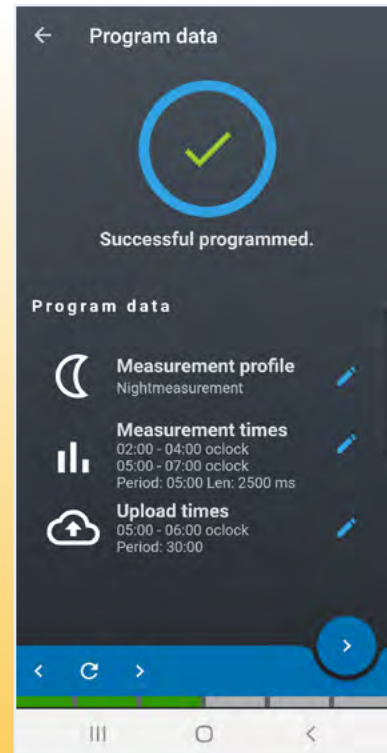 Program data
Successful programmed.
Program data
Measurement profile
Nightmeasurement
Measurement times
02:00 - 04:00 oclock
05:00 - 07:00 oclock
Period: 05:00 Len: 2500 ms
Upload times
05:00 - 06:00 oclock
Period: 30:00